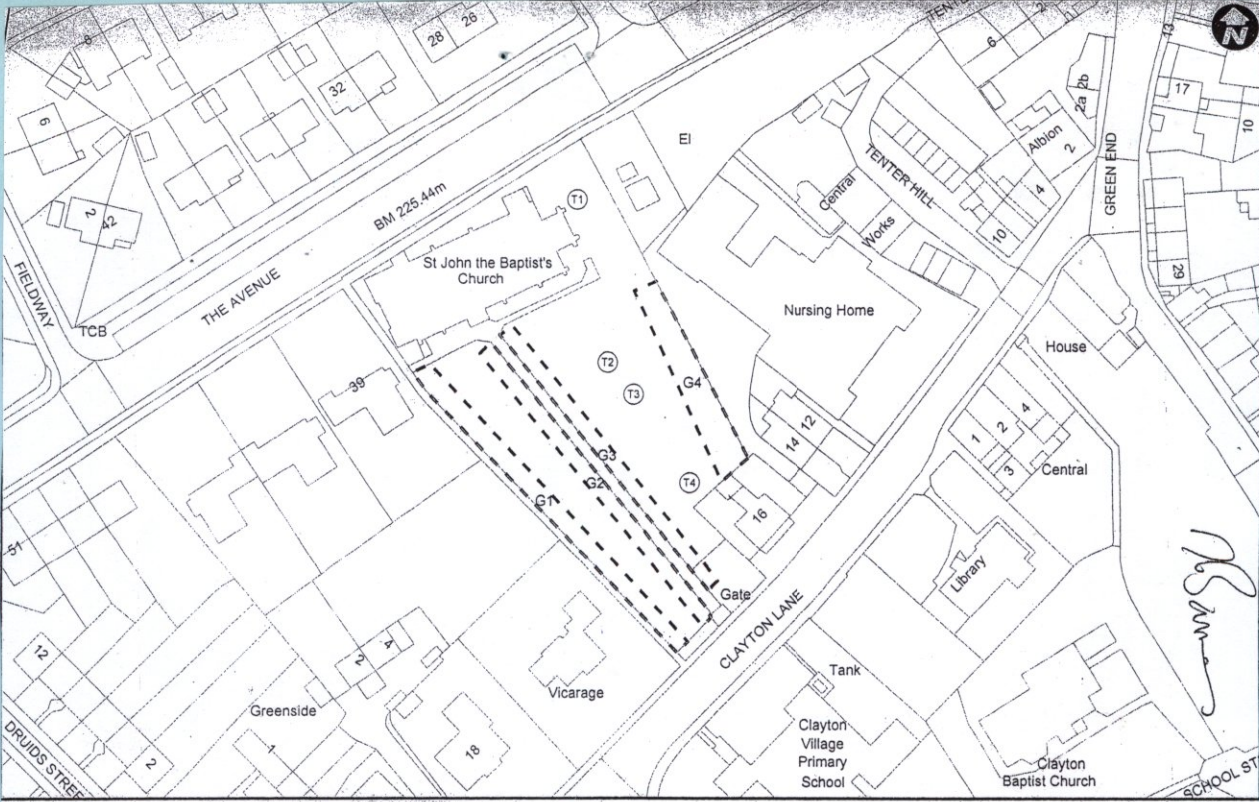 26
28
8
32
6
2
42
FIELDWAY
TCB
THE AVENUE
BM 225.44m
St John the Baptist's
Church
T1
El
N
6
2
2b
2a
Albion
2
4
10
TENTER HILL
Central
Works
GREEN END
13
17
10
29
Nursing Home
House
39
T2
T3
G4
14
12
1
2
4
3
Central
G3
G2
G1
T4
16
51
Library
Gate
CLAYTON LANE
12
2
4
Vicarage
Tank
Greenside
1
18
2
DRUIDS STREE
Clayton
Village
Primary
School
Clayton
Baptist Church
SCHOOL ST